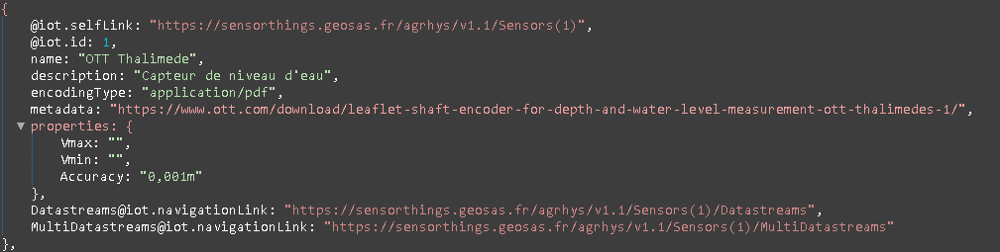 {
@iot.selfLink: "https://sensorthings.geosas.fr/agrhys/v1.1/Sensors(1)",
@iot.id: 1,
name: "OTT Thalimede",
description: "Capteur de niveau d'eau",
encodingType: "application/pdf",
metadata: "https://www.ott.com/download/leaflet-shaft-encoder-for-depth-and-water-level-measurement-ott-thalimedes-1/",
▼ properties: {
Vmax: "",
Vmin: "",
Accuracy: "0,001m"
},
Datastreams@iot.navigationLink: "https://sensorthings.geosas.fr/agrhys/v1.1/Sensors(1)/Datastreams",
MultiDatastreams@iot.navigationLink: "https://sensorthings.geosas.fr/agrhys/v1.1/Sensors(1)/MultiDatastreams"
},